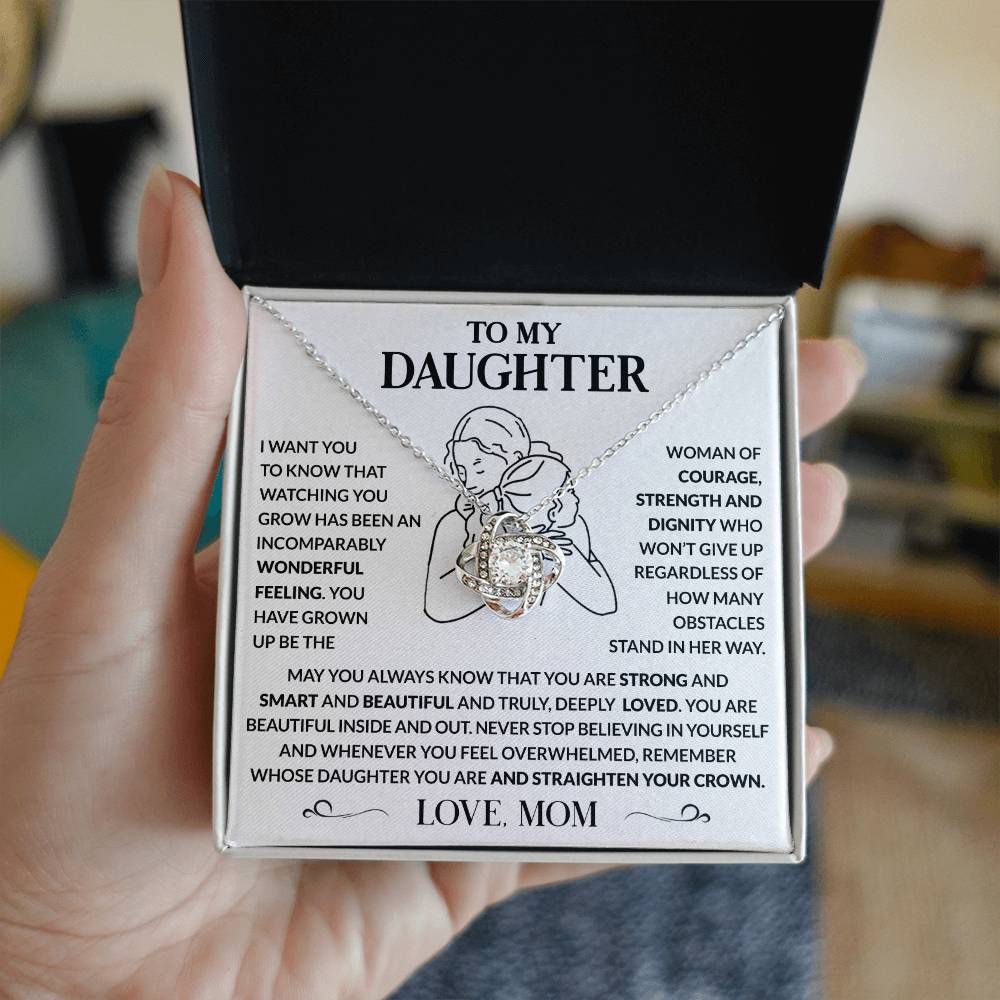 TO MY
DAUGHTER
I WANT YOU
TO KNOW THAT
WATCHING YOU
GROW HAS BEEN AN
INCOMPARABLY
WONDERFUL
FEELING. YOU
HAVE GROWN
UP BE THE
WOMAN OF
COURAGE,
STRENGTH AND
DIGNITY WHO
WON'T GIVE UP
REGARDLESS OF
HOW MANY
OBSTACLES
STAND IN HER WAY.
MAY YOU ALWAYS KNOW THAT YOU ARE STRONG AND
SMART AND BEAUTIFUL AND TRULY, DEEPLY LOVED. YOU ARE
BEAUTIFUL INSIDE AND OUT. NEVER STOP BELIEVING IN YOURSELF
AND WHENEVER YOU FEEL OVERWHELMED, REMEMBER
WHOSE DAUGHTER YOU ARE AND STRAIGHTEN YOUR CROWN.
LOVE, MOM